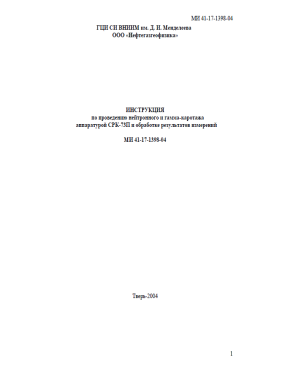 МИ 41-17-1398-04
ГЦИ СИ ВНИИМ им. Д. И. Менделеева
ООО «Нефтегазгеофизика»
ИНСТРУКЦИЯ
по проведению нейтронного и гамма-каротажа
аппаратурой СРК-73П и обработке результатов измерений
МИ 41-17-1398-04
Тверь-2004
1